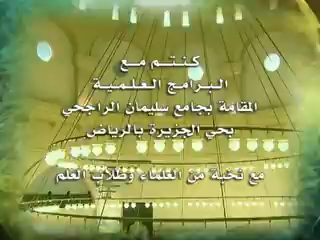 كنتم مع
البرامج العلمية
المقامة بجامع سليمان الراجحي
بحي الجزيرة بالرياض
مع نخبة من العلماء وطلاب العلم